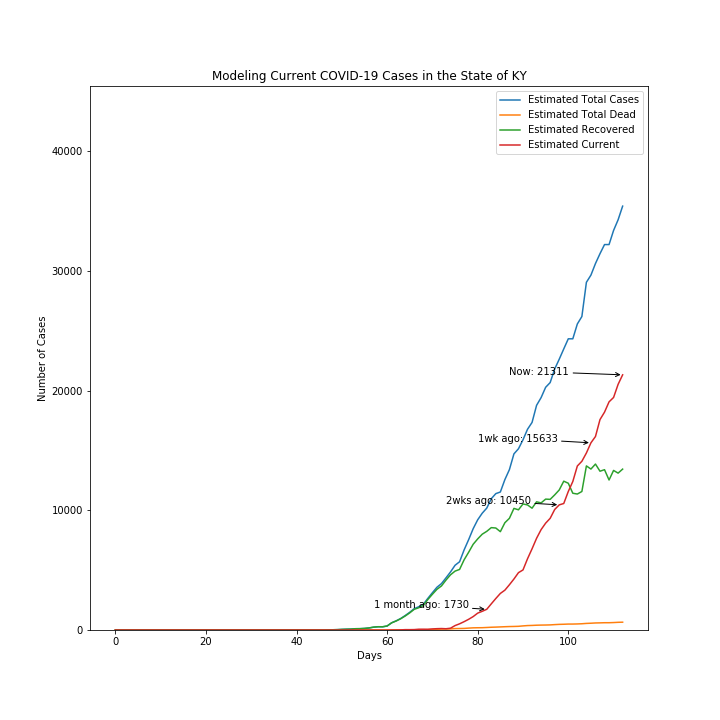 Modeling Current COVID-19 Cases in the State of KY
Estimated Total Cases
Estimated Total Dead
Estimated Recovered
Estimated Current
40000
30000
20000
10000
0
Number of Cases
Now: 21311
1wk ago: 15633
2wks ago: 10450
1 month ago: 1730
0 20 40 60 80 100
Days